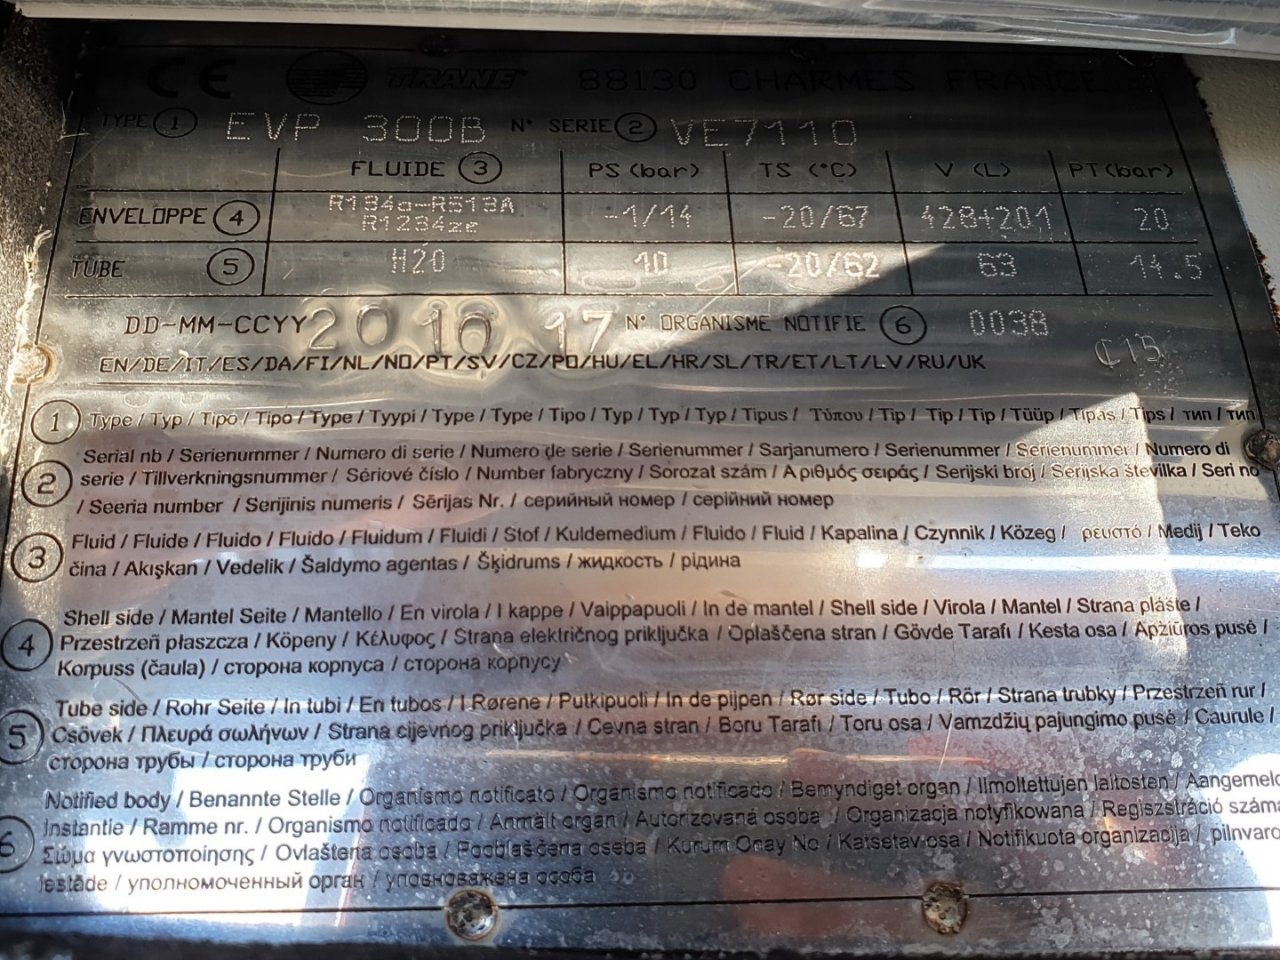 CE TRANE 88130 CHARMES FRANCE
TYPE 1 EVP 300B N° SERIE 2 VE7110
FLUIDE 3 PS (bar) TS (°C) V (L) PT (bar)
ENVELOPPE 4 R134a-R513A R1234ze -1/14 -20/67 428+201 20
TUBE 5 H20 10 -20/62 63 14.5
DD-MM-CCYY 20 10 17 N° ORGANISME NOTIFIE 6 0038
EN/DE/IT/ES/DA/FI/NL/NO/PT/SV/CZ/PO/HU/EL/HR/SL/TR/ET/LT/LV/RU/UK
1 Type / Typ / Tipo / Tipo / Type / Tyypi / Type / Type / Tipo / Typ / Typ / Typ / Tipus / Τύπου / Tip / Tip / Tip / Tüüp / Tipas / Tips / тип / тип
Serial nb / Serienummer / Numero di serie / Numero de serie / Serienummer / Sarjanumero / Serienummer / Serienummer / Numero di
2 serie / Tillverkningsnummer / Sériové číslo / Number fabryczny / Sorozat szám / Αριθμός σειράς / Serijski broj / Serijska številka / Seri no
/ Seeria number / Serijinis numeris / Sērijas Nr. / серийный номер / серійний номер
3 Fluid / Fluide / Fluido / Fluido / Fluidum / Fluidi / Stof / Kuldemedium / Fluido / Fluid / Kapalina / Czynnik / Közeg / ρευστό / Medij / Teko
čina / Akışkan / Vedelik / Šaldymo agentas / Šķidrums / жидкость / рідина
Shell side / Mantel Seite / Mantello / En virola / I kappe / Vaippapuoli / In de mantel / Shell side / Virola / Mantel / Strana pláště /
4 Przestrzeń płaszcza / Köpeny / Κέλυφος / Strana električnog priključka / Oplaščena stran / Gövde Tarafı / Kesta osa / Apžiūros pusė /
Korpuss (čaula) / сторона корпуса / сторона корпусу
Tube side / Rohr Seite / In tubi / En tubos / I Rørene / Putkipuoli / In de pijpen / Rør side / Tubo / Rör / Strana trubky / Przestrzeń rur /
5 Csövek / Πλευρά σωλήνων / Strana cijevnog priključka / Cevna stran / Boru Tarafı / Toru osa / Vamzdžių pajungimo pusė / Caurule /
сторона трубы / сторона труби
Notified body / Benannte Stelle / Organismo notificato / Organismo notificado / Bemyndiget organ / Ilmoitettujen laitosten / Aangemeld
6 Instantie / Ramme nr. / Organismo notificado / Anmält organ / Autorizovaná osoba / Organizacja notyfikowana / Regisztráció száma
Σώμα γνωστοποίησης / Ovlaštena osoba / Pooblaščena oseba / Kurum Onay No / Katsetav osa / Notifikuota organizacija / pilnvaro
Iestāde / уполномоченный орган / уповноважена особа